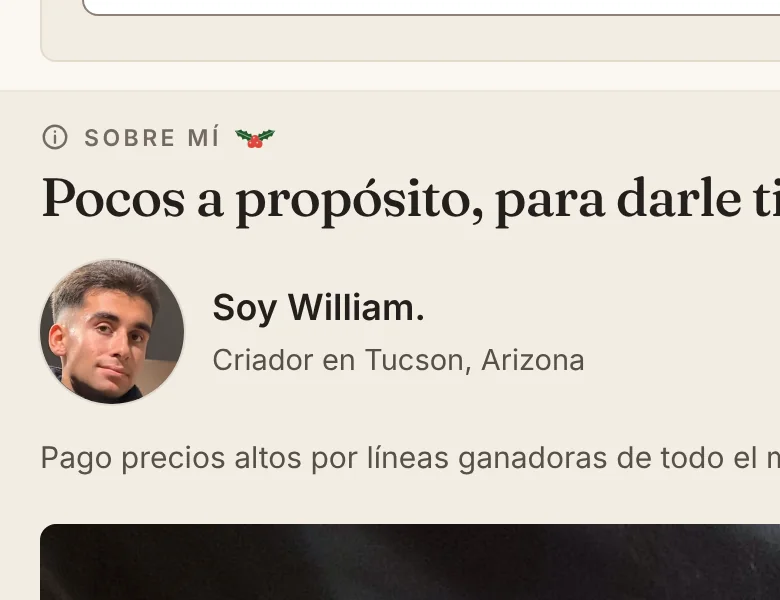 SOBRE MÍ
Pocos a propósito, para darle
Soy William.
Criador en Tucson, Arizona
Pago precios altos por líneas ganadoras de todo el